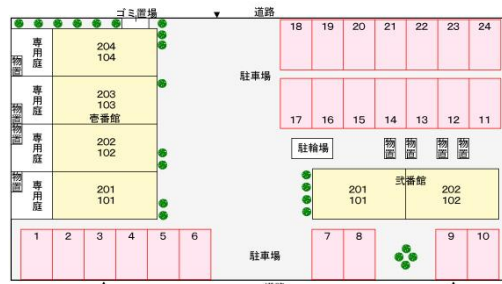 ゴミ置場 道路
専用庭 204 104
物置 専用庭 203 103
壱番館
物置 物置 専用庭 202 102
物置 専用庭 201 101
18 19 20 21 22 23 24
駐車場
17 16 15 14 13 12 11
駐輪場 物置 物置 物置 物置
弐番館
201 101 202 102
1 2 3 4 5 6
駐車場
7 8 9 10
道路